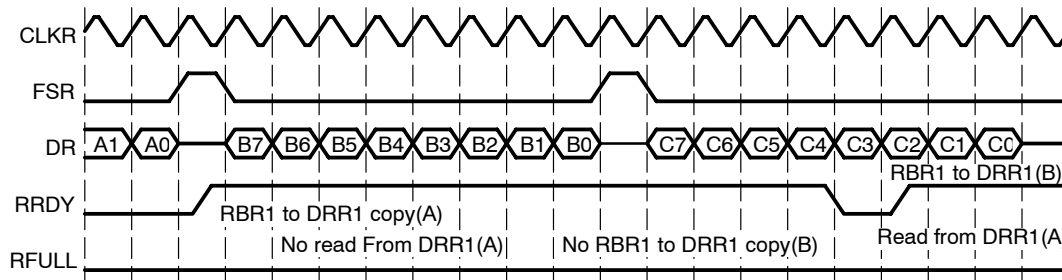 CLKR
FSR
DR A1 A0 B7 B6 B5 B4 B3 B2 B1 B0 C7 C6 C5 C4 C3 C2 C1 C0
RBR1 to DRR1(B)
RRDY
RBR1 to DRR1 copy(A)
No read From DRR1(A)
No RBR1 to DRR1 copy(B)
Read from DRR1(A
RFULL